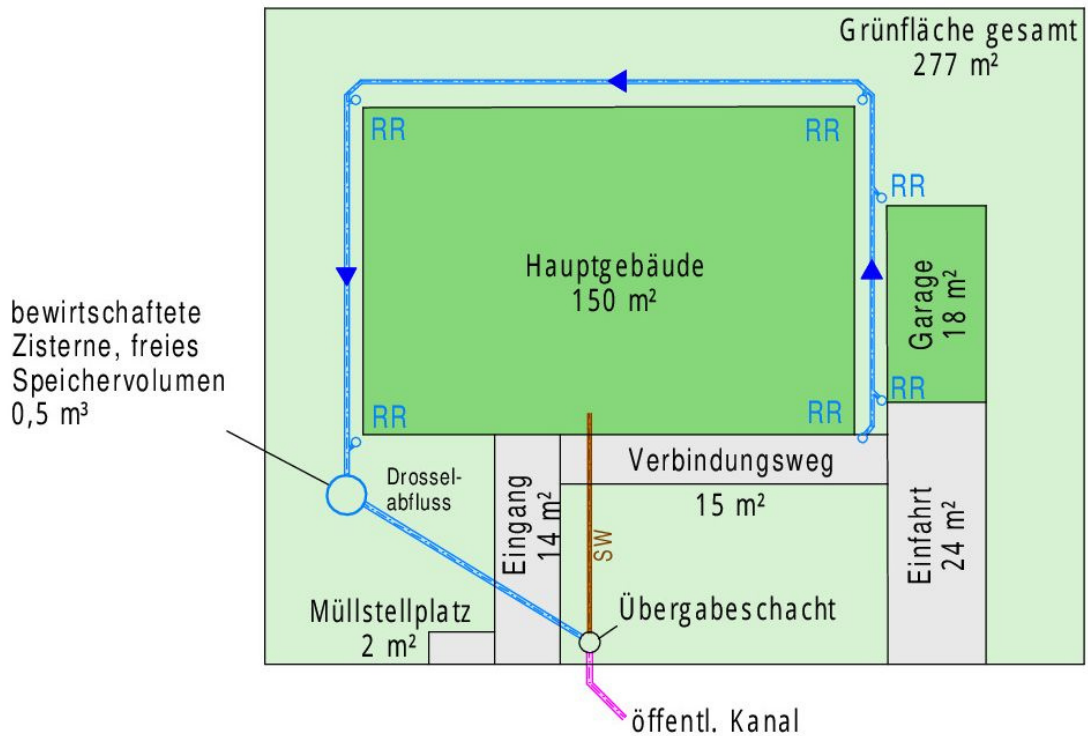 Grünfläche gesamt
277 m²
RR
RR
RR
Hauptgebäude
150 m²
Garage
18 m²
bewirtschaftete
Zisterne, freies
Speichervolumen
0,5 m³
RR
RR
RR
Drossel-
abfluss
Eingang
14 m²
Verbindungsweg
15 m²
SW
Einfahrt
24 m²
Müllstellplatz
2 m²
Übergabeschacht
öffentl. Kanal